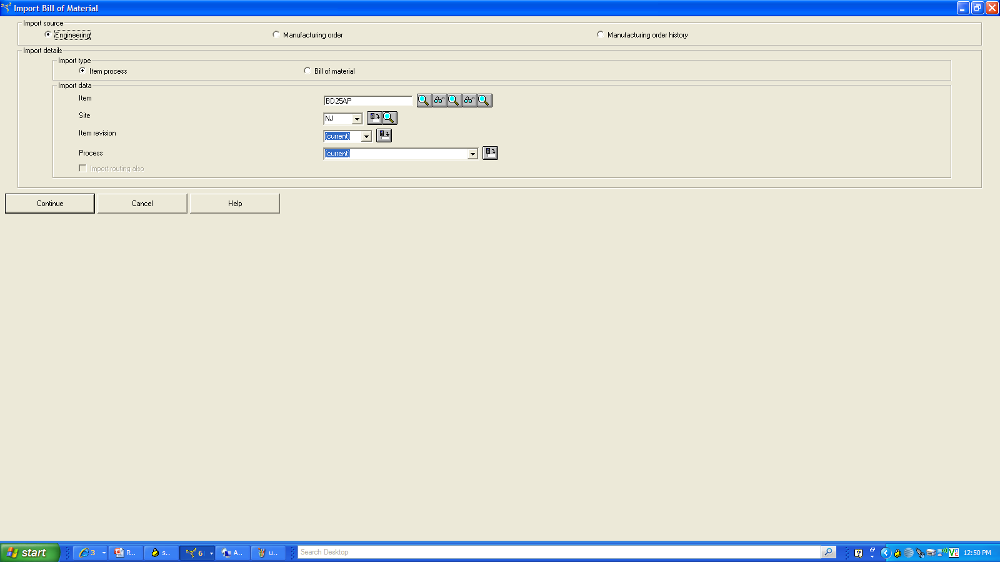 Import Bill of Material
Import source
Engineering
Manufacturing order
Manufacturing order history
Import details
Import type
Item process
Bill of material
Import data
Item
BD25AP
Site
NJ
Item revision
(current)
Process
(current)
Import routing also
Continue
Cancel
Help
start
3
R..
s..
6
A..
u..
Search Desktop
12:50 PM